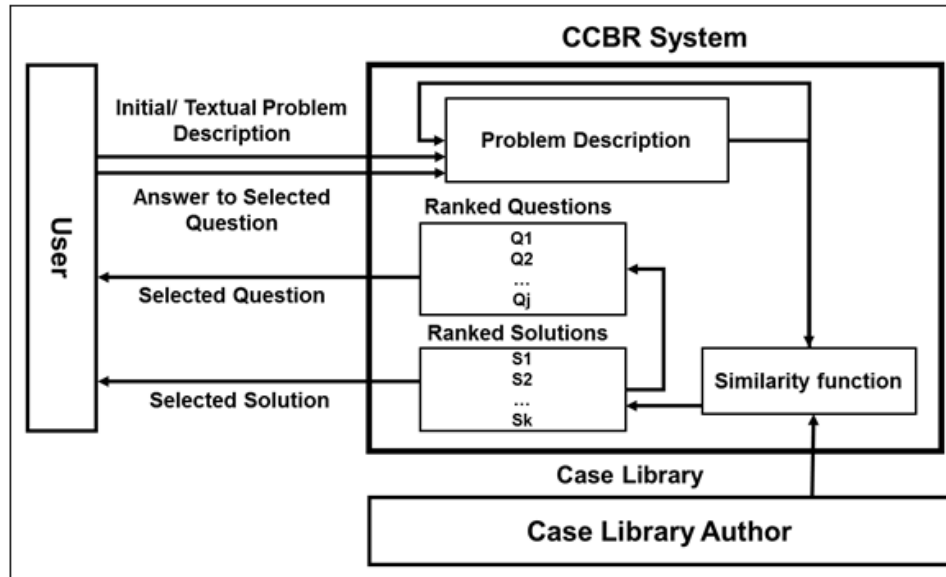 CCBR System
Initial/ Textual Problem
Description
Problem Description
Answer to Selected
Question
User
Ranked Questions
Q1
Q2
...
Qj
Selected Question
Ranked Solutions
S1
S2
...
Sk
Similarity function
Selected Solution
Case Library
Case Library Author